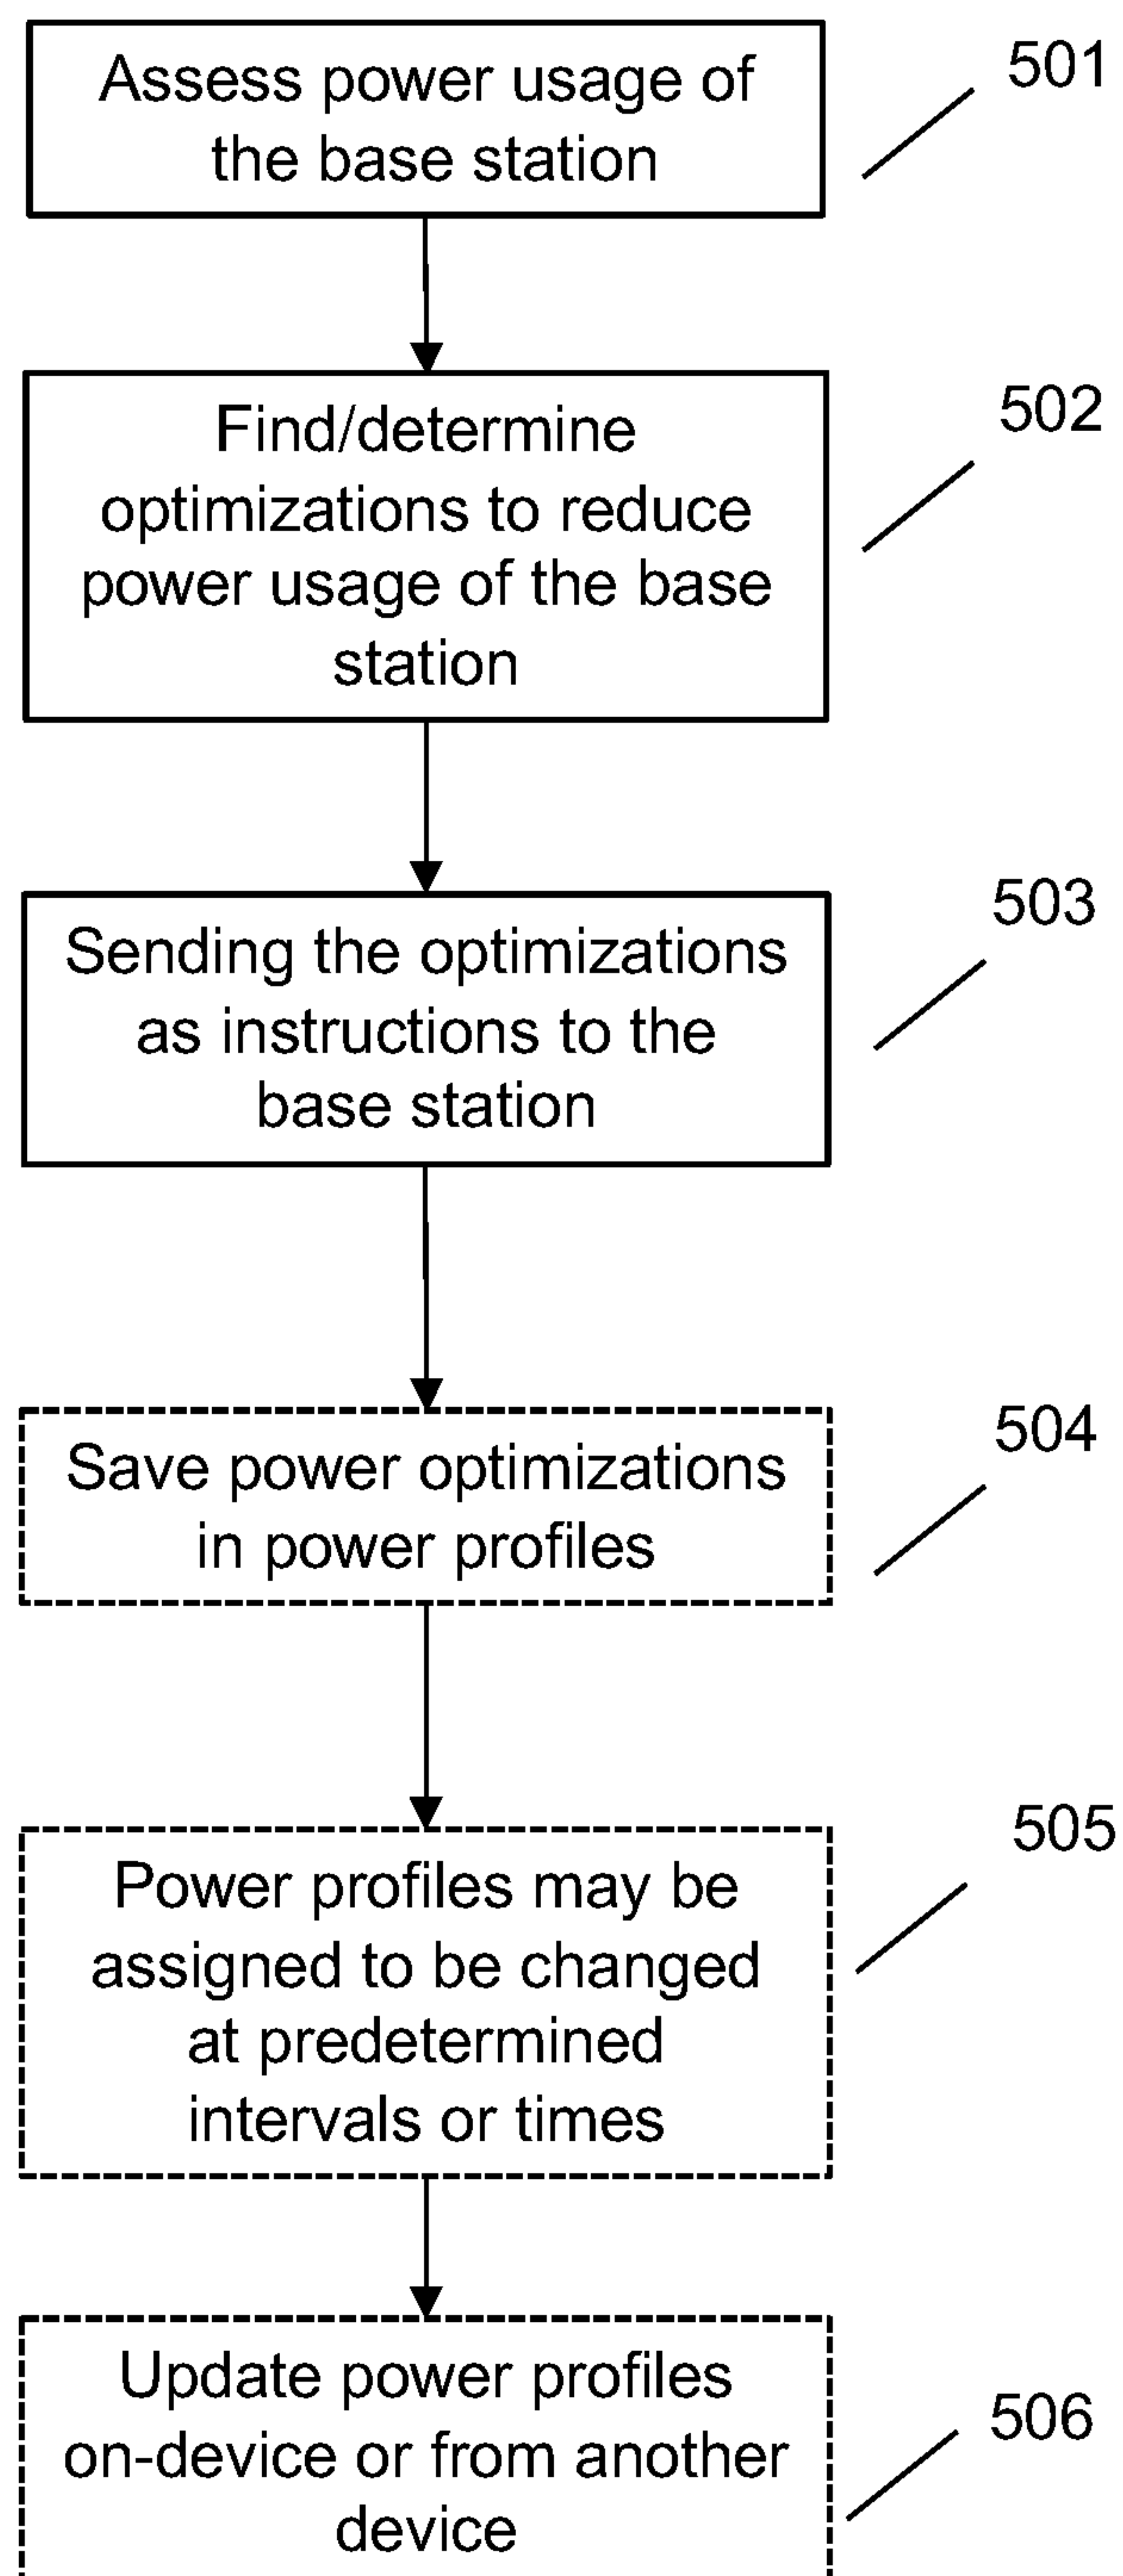 Assess power usage of
the base station
501
Find/determine
optimizations to reduce
power usage of the base
station
502
Sending the optimizations
as instructions to the
base station
503
Save power optimizations
in power profiles
504
Power profiles may be
assigned to be changed
at predetermined
intervals or times
505
Update power profiles
on-device or from another
device
506